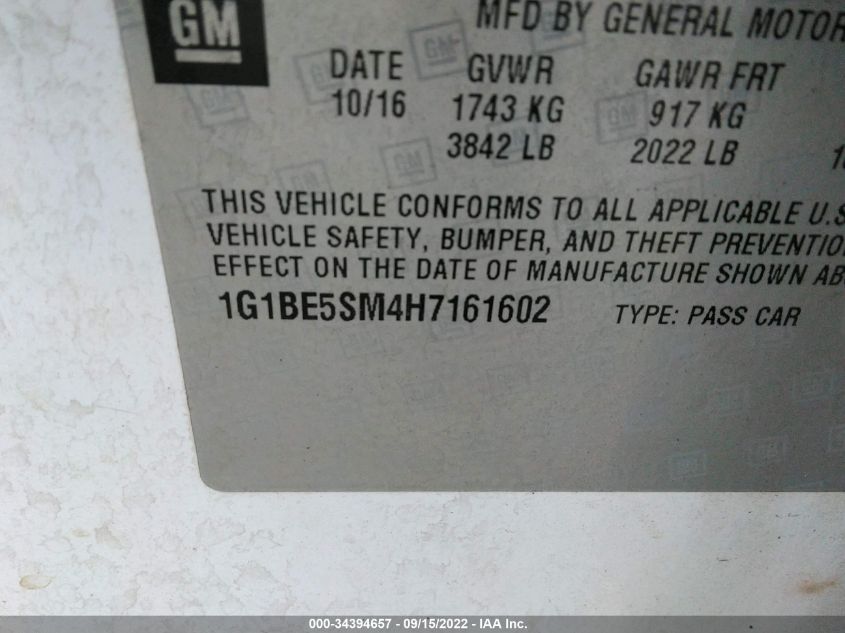 GM
MFD BY GENERAL MOTOR
DATE GVWR GAWR FRT
10/16 1743 KG 917 KG
3842 LB 2022 LB
THIS VEHICLE CONFORMS TO ALL APPLICABLE U.S
VEHICLE SAFETY, BUMPER, AND THEFT PREVENTIO
EFFECT ON THE DATE OF MANUFACTURE SHOWN AB
1G1BE5SM4H7161602 TYPE: PASS CAR
000-34394657 - 09/15/2022 - IAA Inc.